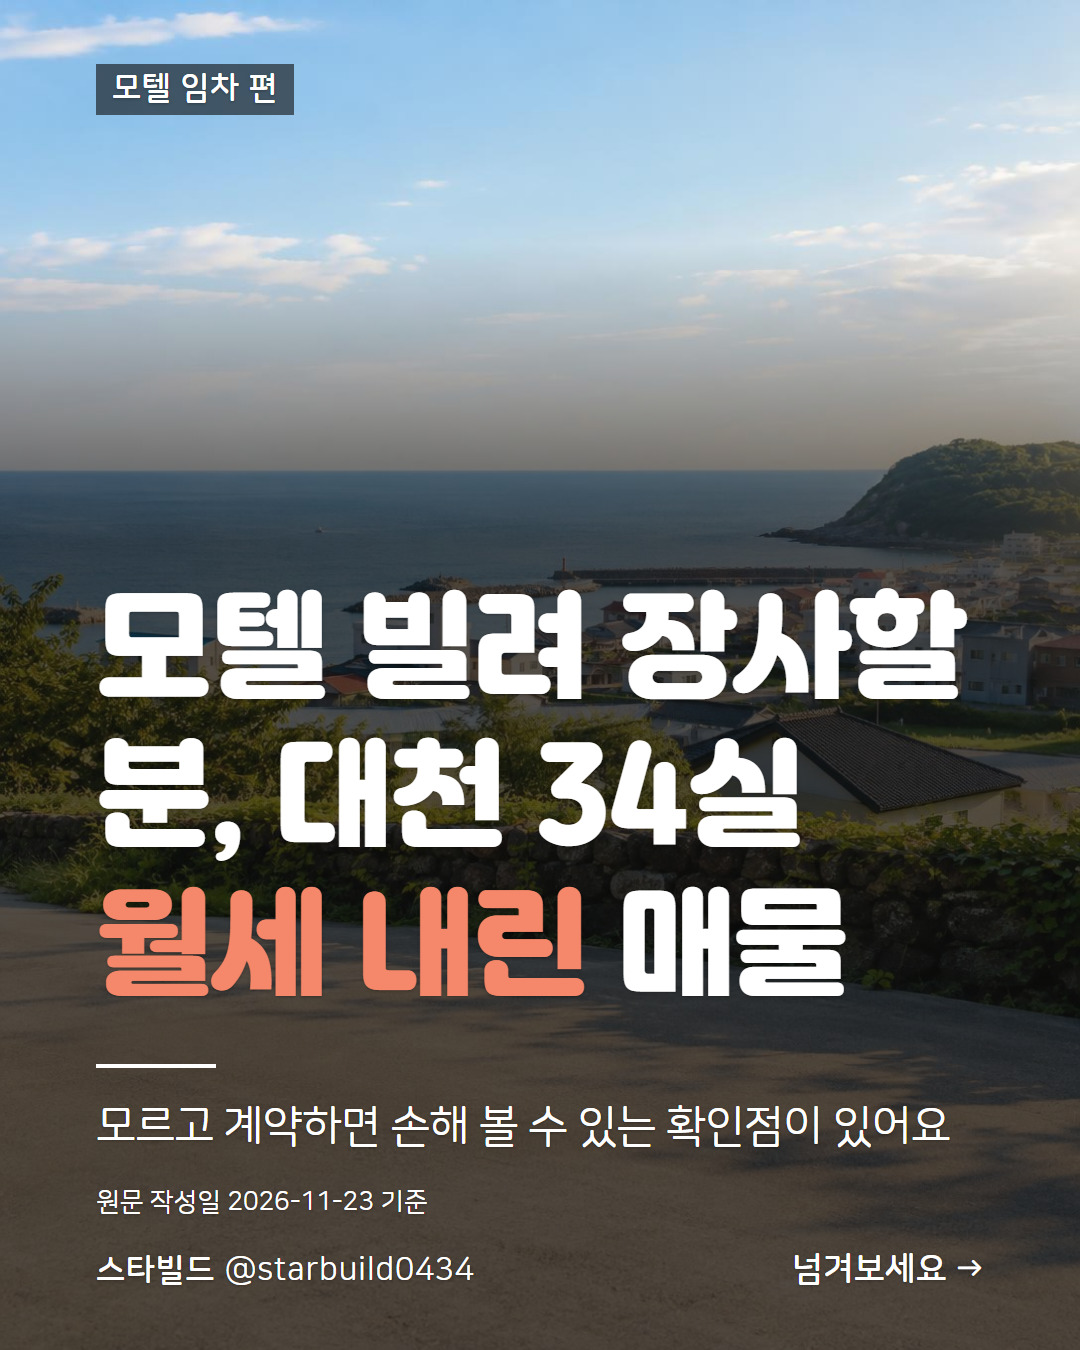 모텔 임차 편
모텔 빌려 장사할
분, 대천 34실
월세 내린 매물
모르고 계약하면 손해 볼 수 있는 확인점이 있어요
원문 작성일 2026-11-23 기준
스타빌드 @starbuild0434
넘겨보세요 →